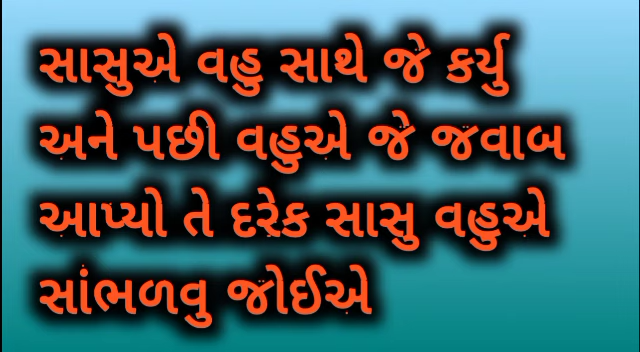 સાસુએ વહુ સાથે જે કર્યુ
અને પછી વહુએ જે જવાબ
આપ્યો તે દરેક સાસુ વહુએ
સાંભળવુ જોઈએ